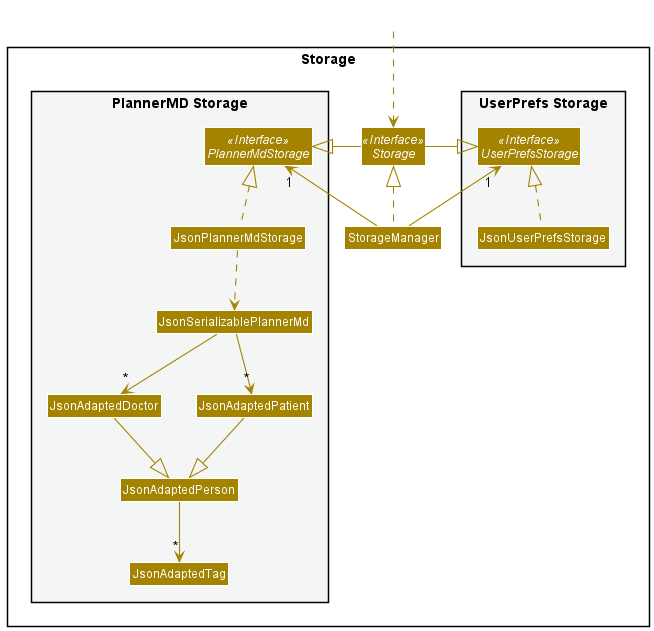 Storage
PlannerMD Storage
UserPrefs Storage
«Interface»
PlannerMdStorage
«Interface»
Storage
«Interface»
UserPrefsStorage
1
1
JsonPlannerMdStorage
StorageManager
JsonUserPrefsStorage
JsonSerializablePlannerMd
*
*
JsonAdaptedDoctor
JsonAdaptedPatient
JsonAdaptedPerson
*
JsonAdaptedTag